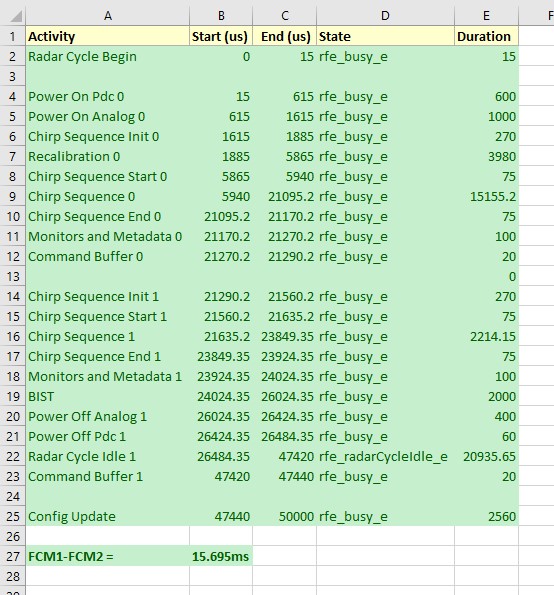 A B C D E F
1 Activity Start (us) End (us) State Duration
2 Radar Cycle Begin 0 15 rfe_busy_e 15
3
4 Power On Pdc 0 15 615 rfe_busy_e 600
5 Power On Analog 0 615 1615 rfe_busy_e 1000
6 Chirp Sequence Init 0 1615 1885 rfe_busy_e 270
7 Recalibration 0 1885 5865 rfe_busy_e 3980
8 Chirp Sequence Start 0 5865 5940 rfe_busy_e 75
9 Chirp Sequence 0 5940 21095.2 rfe_busy_e 15155.2
10 Chirp Sequence End 0 21095.2 21170.2 rfe_busy_e 75
11 Monitors and Metadata 0 21170.2 21270.2 rfe_busy_e 100
12 Command Buffer 0 21270.2 21290.2 rfe_busy_e 20
13 0
14 Chirp Sequence Init 1 21290.2 21560.2 rfe_busy_e 270
15 Chirp Sequence Start 1 21560.2 21635.2 rfe_busy_e 75
16 Chirp Sequence 1 21635.2 23849.35 rfe_busy_e 2214.15
17 Chirp Sequence End 1 23849.35 23924.35 rfe_busy_e 75
18 Monitors and Metadata 1 23924.35 24024.35 rfe_busy_e 100
19 BIST 24024.35 26024.35 rfe_busy_e 2000
20 Power Off Analog 1 26024.35 26424.35 rfe_busy_e 400
21 Power Off Pdc 1 26424.35 26484.35 rfe_busy_e 60
22 Radar Cycle Idle 1 26484.35 47420 rfe_radarCycleIdle_e 20935.65
23 Command Buffer 1 47420 47440 rfe_busy_e 20
24
25 Config Update 47440 50000 rfe_busy_e 2560
26
27 FCM1-FCM2 = 15.695ms
28